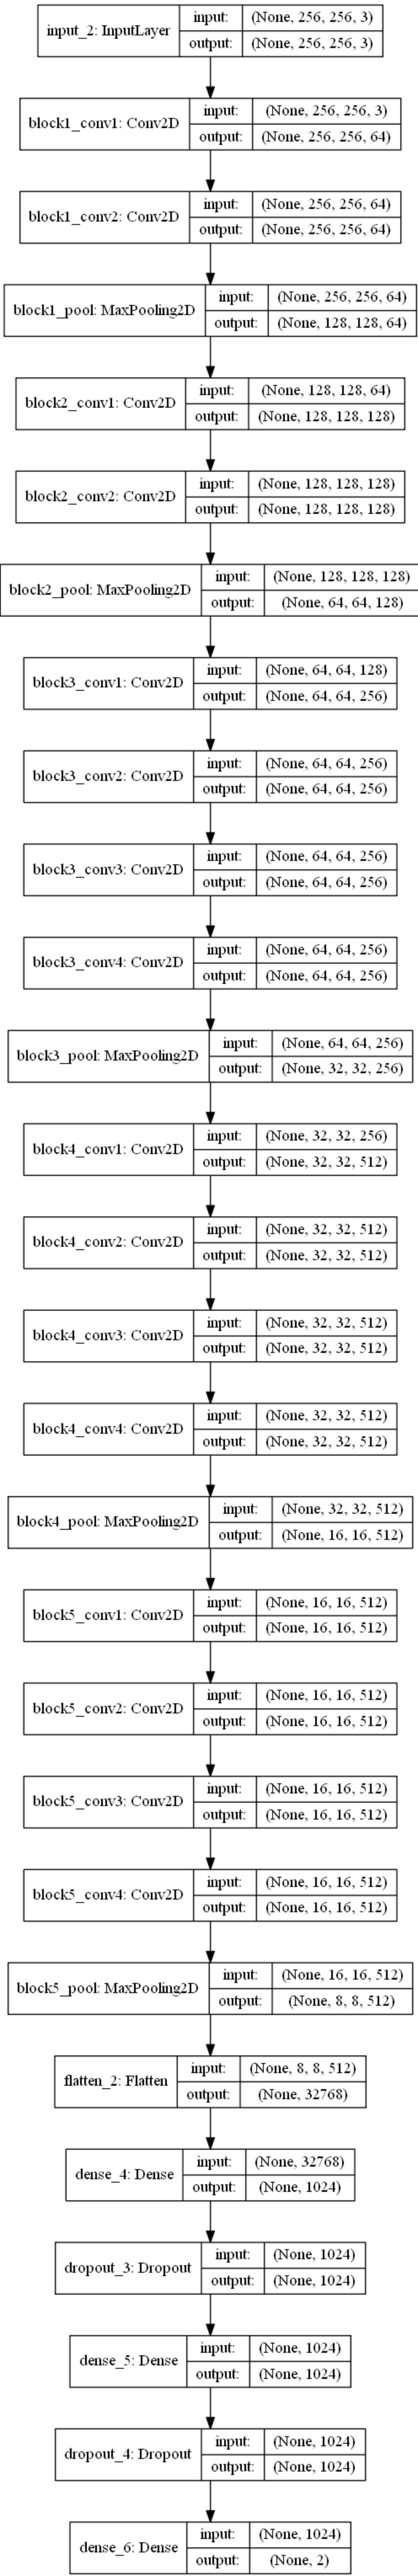 input_2: InputLayer
input: (None, 256, 256, 3)
output: (None, 256, 256, 3)
block1_conv1: Conv2D
input: (None, 256, 256, 3)
output: (None, 256, 256, 64)
block1_conv2: Conv2D
input: (None, 256, 256, 64)
output: (None, 256, 256, 64)
block1_pool: MaxPooling2D
input: (None, 256, 256, 64)
output: (None, 128, 128, 64)
block2_conv1: Conv2D
input: (None, 128, 128, 64)
output: (None, 128, 128, 128)
block2_conv2: Conv2D
input: (None, 128, 128, 128)
output: (None, 128, 128, 128)
block2_pool: MaxPooling2D
input: (None, 128, 128, 128)
output: (None, 64, 64, 128)
block3_conv1: Conv2D
input: (None, 64, 64, 128)
output: (None, 64, 64, 256)
block3_conv2: Conv2D
input: (None, 64, 64, 256)
output: (None, 64, 64, 256)
block3_conv3: Conv2D
input: (None, 64, 64, 256)
output: (None, 64, 64, 256)
block3_conv4: Conv2D
input: (None, 64, 64, 256)
output: (None, 64, 64, 256)
block3_pool: MaxPooling2D
input: (None, 64, 64, 256)
output: (None, 32, 32, 256)
block4_conv1: Conv2D
input: (None, 32, 32, 256)
output: (None, 32, 32, 512)
block4_conv2: Conv2D
input: (None, 32, 32, 512)
output: (None, 32, 32, 512)
block4_conv3: Conv2D
input: (None, 32, 32, 512)
output: (None, 32, 32, 512)
block4_conv4: Conv2D
input: (None, 32, 32, 512)
output: (None, 32, 32, 512)
block4_pool: MaxPooling2D
input: (None, 32, 32, 512)
output: (None, 16, 16, 512)
block5_conv1: Conv2D
input: (None, 16, 16, 512)
output: (None, 16, 16, 512)
block5_conv2: Conv2D
input: (None, 16, 16, 512)
output: (None, 16, 16, 512)
block5_conv3: Conv2D
input: (None, 16, 16, 512)
output: (None, 16, 16, 512)
block5_conv4: Conv2D
input: (None, 16, 16, 512)
output: (None, 16, 16, 512)
block5_pool: MaxPooling2D
input: (None, 16, 16, 512)
output: (None, 8, 8, 512)
flatten_2: Flatten
input: (None, 8, 8, 512)
output: (None, 32768)
dense_4: Dense
input: (None, 32768)
output: (None, 1024)
dropout_3: Dropout
input: (None, 1024)
output: (None, 1024)
dense_5: Dense
input: (None, 1024)
output: (None, 1024)
dropout_4: Dropout
input: (None, 1024)
output: (None, 1024)
dense_6: Dense
input: (None, 1024)
output: (None, 2)